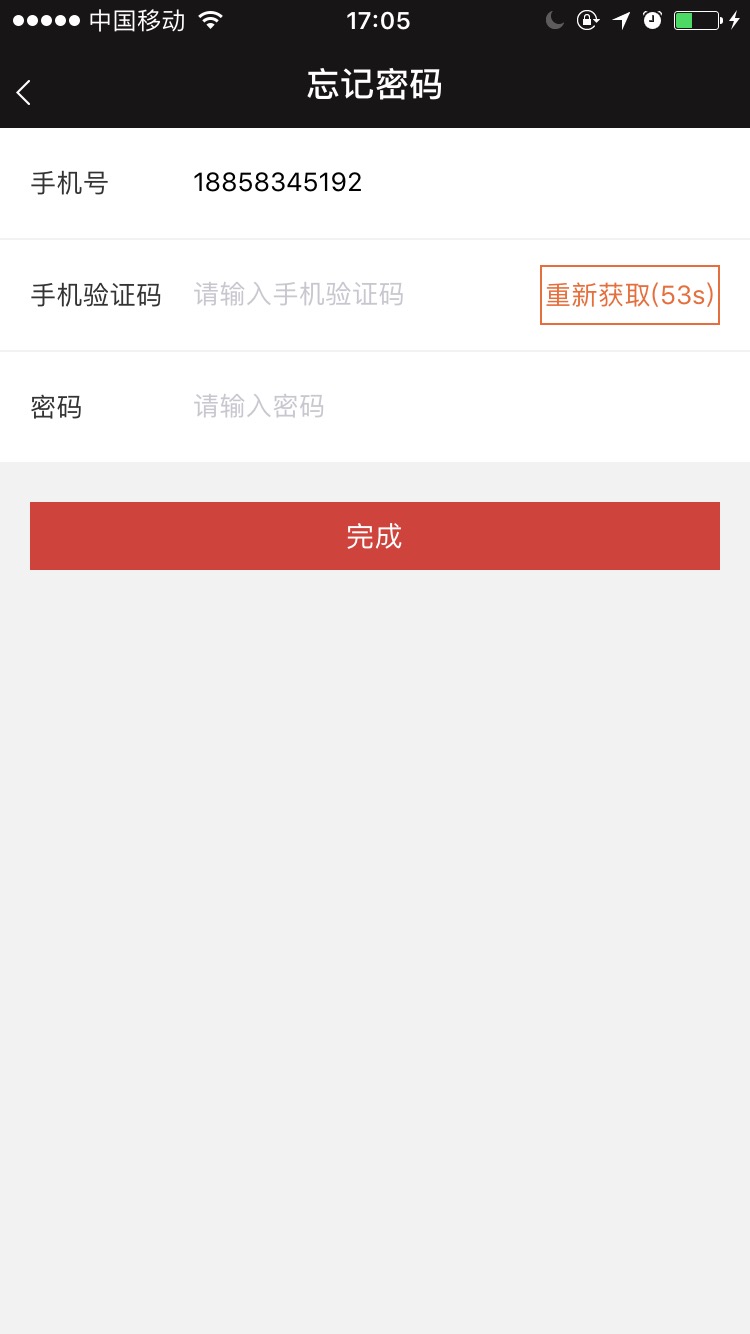 中国移动 17:05
忘记密码
手机号 18858345192
手机验证码 请输入手机验证码 重新获取(53s)
密码 请输入密码
完成